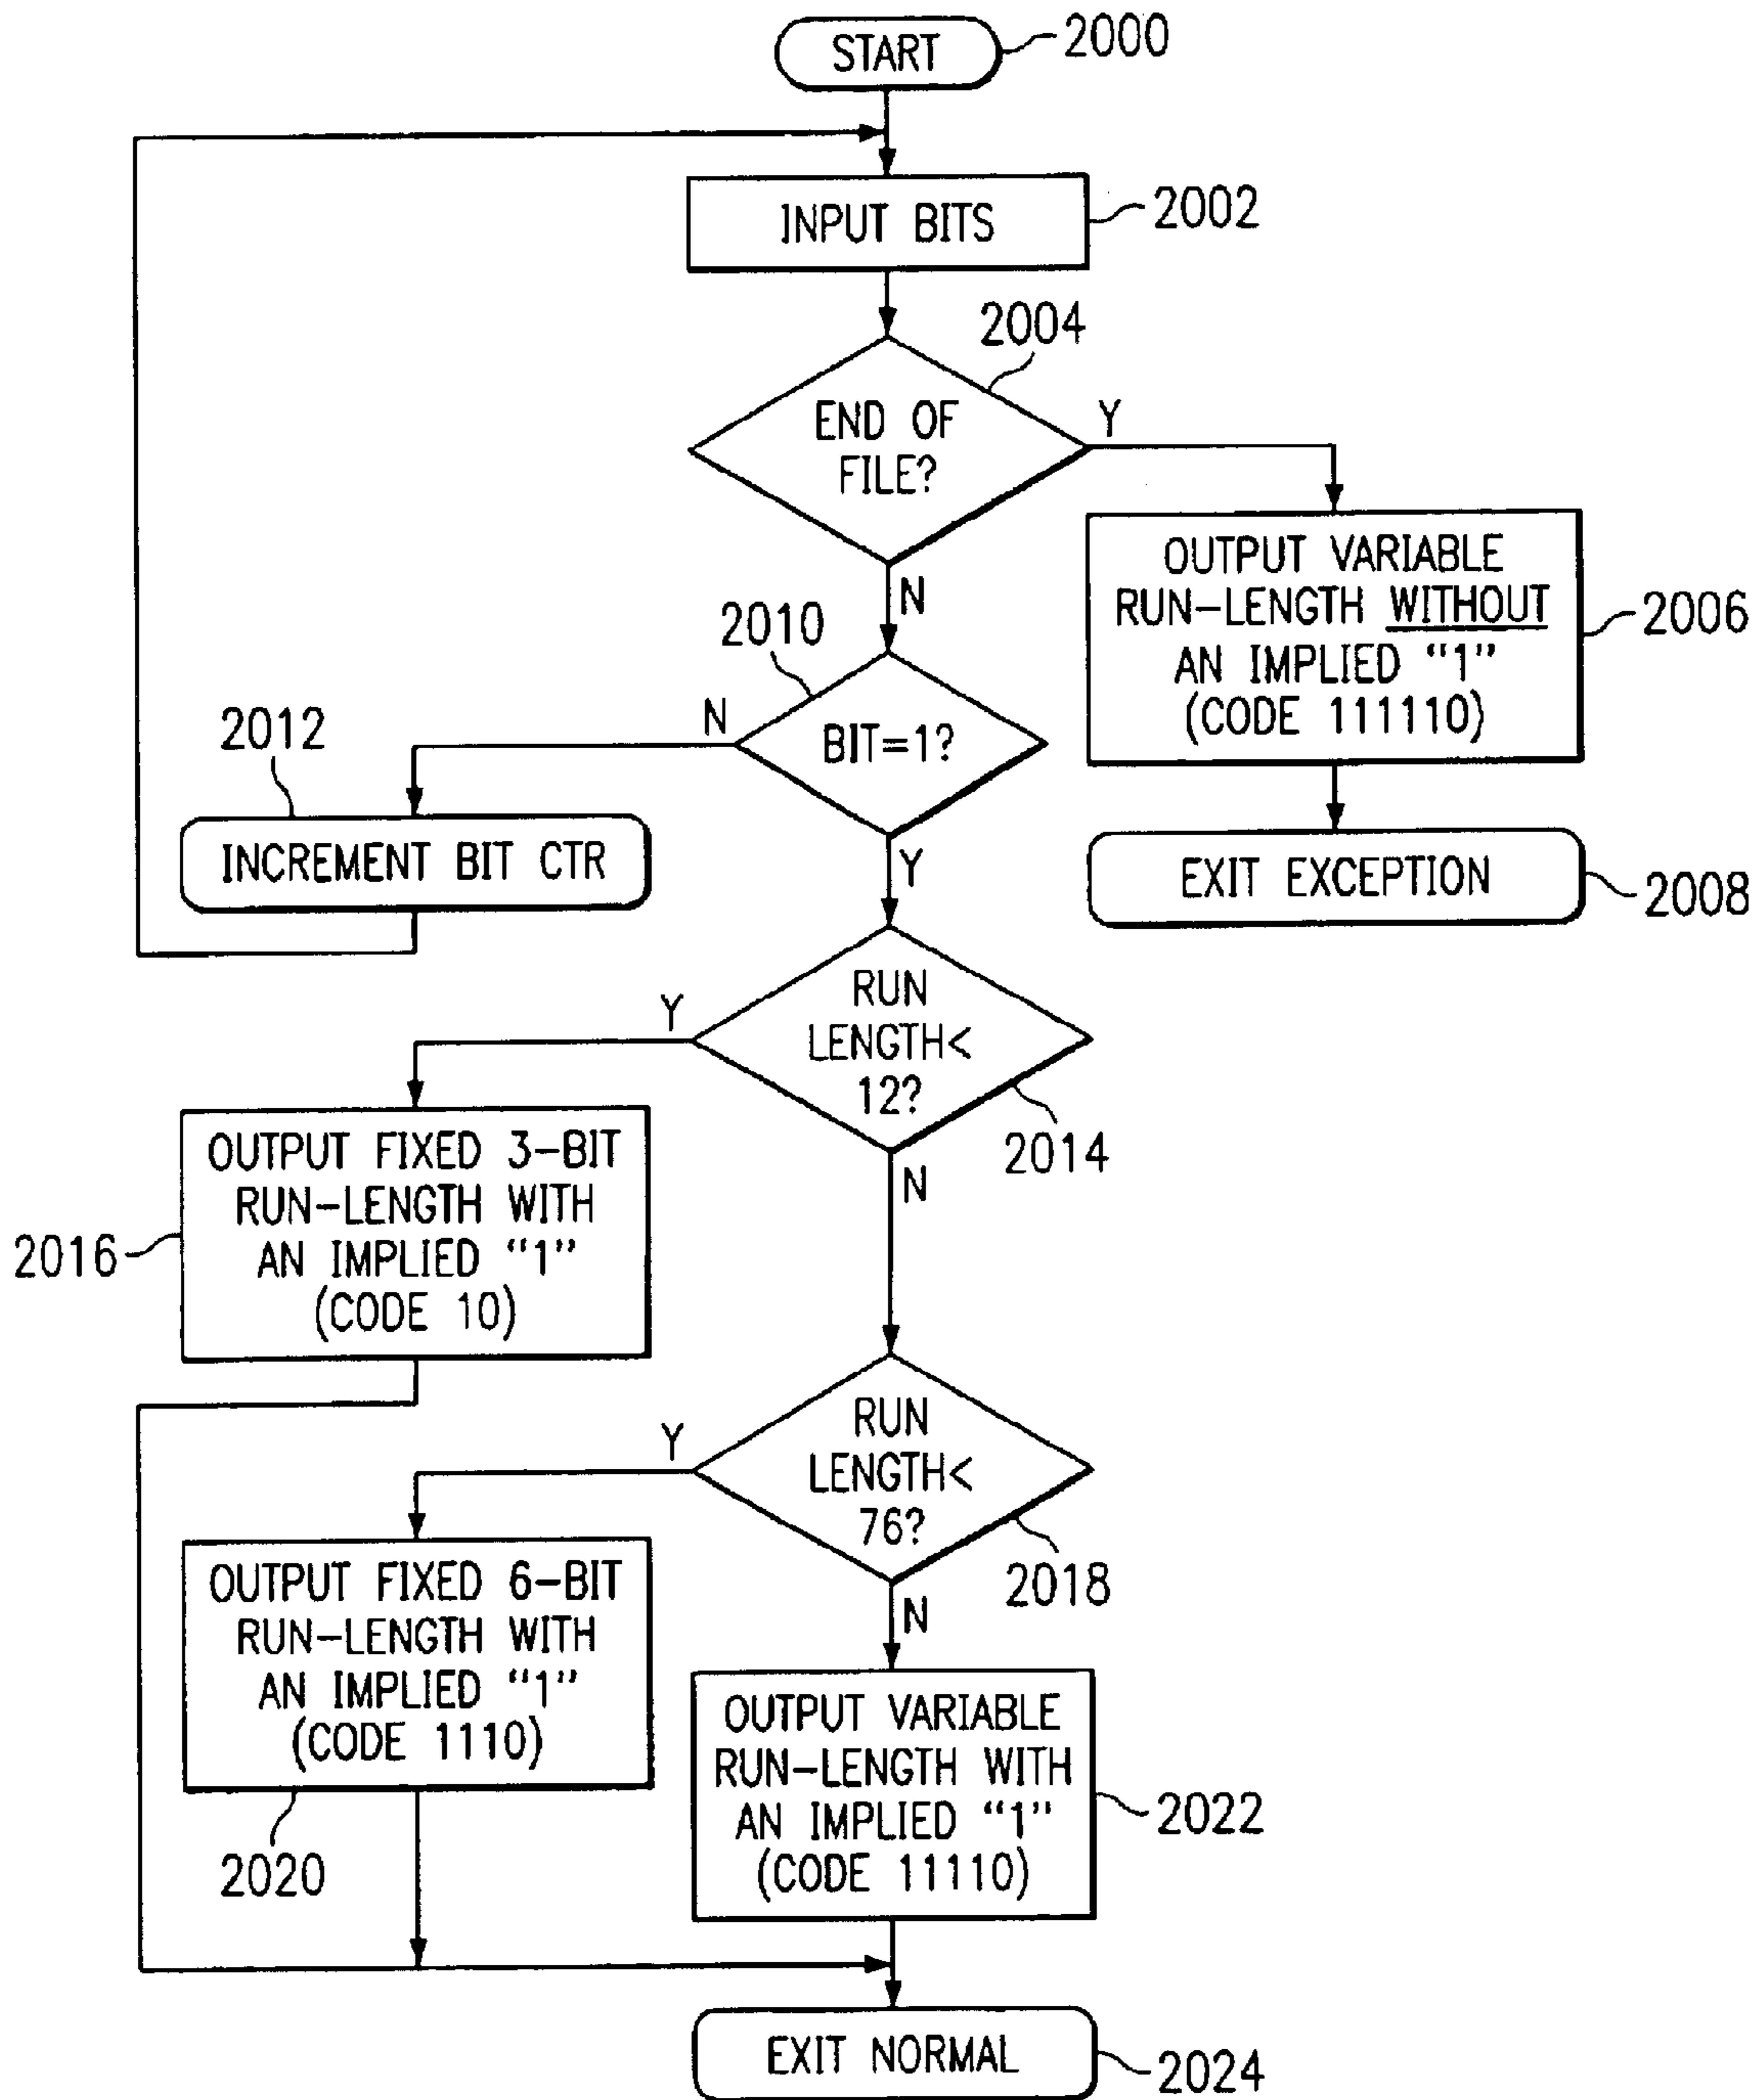 START
2000
INPUT BITS
2002
2004
END OF
FILE?
Y
N
OUTPUT VARIABLE
RUN-LENGTH WITHOUT
AN IMPLIED "1"
(CODE 111110)
2006
EXIT EXCEPTION
2008
2010
BIT=1?
N
Y
2012
INCREMENT BIT CTR
RUN
LENGTH<
12?
2014
Y
N
OUTPUT FIXED 3-BIT
RUN-LENGTH WITH
AN IMPLIED "1"
(CODE 10)
2016
RUN
LENGTH<
76?
2018
Y
N
OUTPUT FIXED 6-BIT
RUN-LENGTH WITH
AN IMPLIED "1"
(CODE 1110)
2020
OUTPUT VARIABLE
RUN-LENGTH WITH
AN IMPLIED "1"
(CODE 11110)
2022
EXIT NORMAL
2024